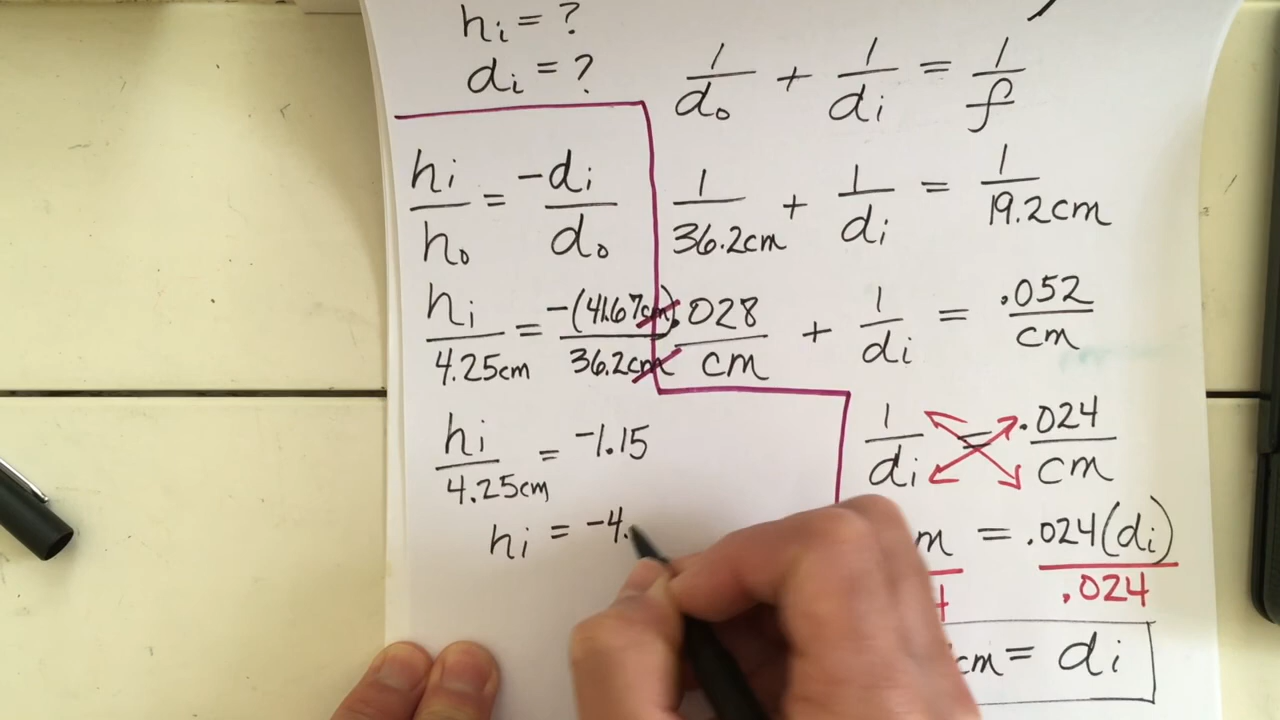 hi = ?
di = ?
1/do + 1/di = 1/f
hi/ho = -di/do
1/36.2cm + 1/di = 1/19.2cm
hi/4.25cm = -(41.67cm)/36.2cm
.028/cm + 1/di = .052/cm
1/di = .024/cm
hi/4.25cm = -1.15
hi = -4.
m = .024(di)
.024
cm = di